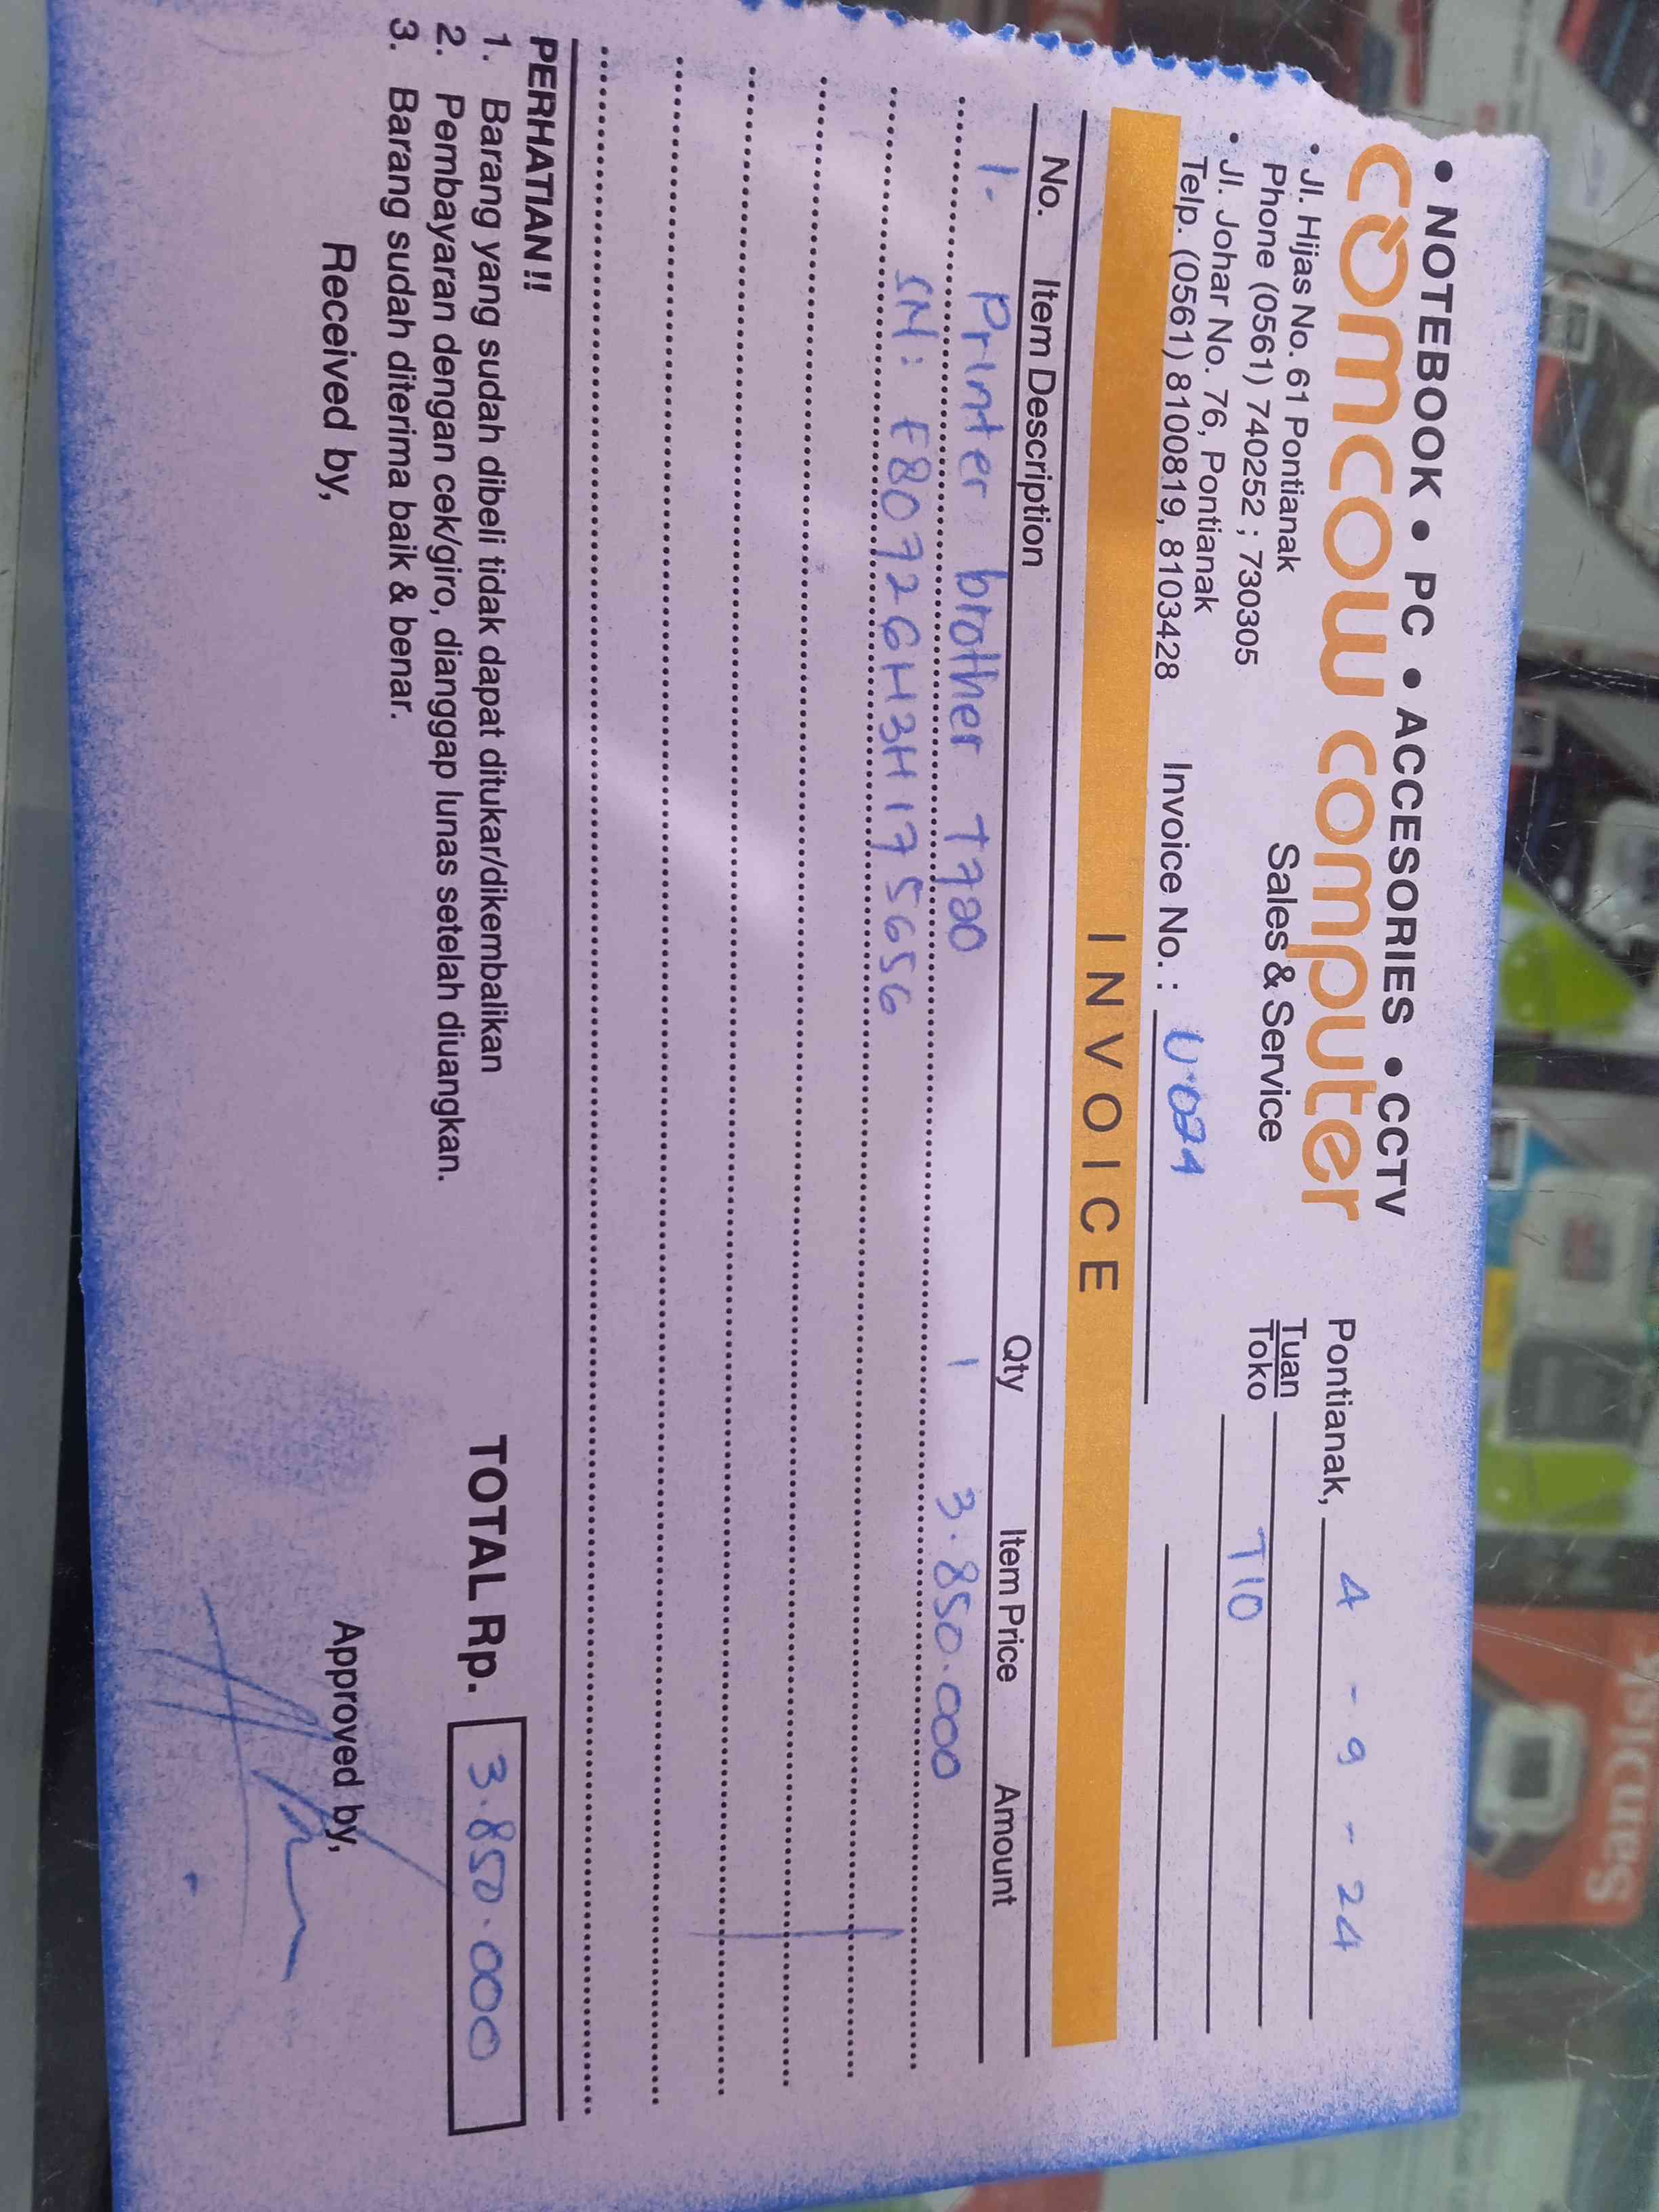 • NOTEBOOK • PC • ACCESSORIES • CCTV
comcow computer
Sales & Service
• Jl. Hijas No. 61 Pontianak
Phone (0561) 740252 ; 730305
• Jl. Johar No. 76, Pontianak
Telp. (0561) 8100819, 8103428
Invoice No. :
Pontianak, 4 - 9 - 24
Tuan
Toko
TIO
INVOICE
No. Item Description Qty Item Price Amount
1. Printer brother T720 1 3.850.000
SN: E80726H3H175656
PERHATIAN !!
1. Barang yang sudah dibeli tidak dapat ditukar/dikembalikan
2. Pembayaran dengan cek/giro, dianggap lunas setelah diuangkan.
3. Barang sudah diterima baik & benar.
TOTAL Rp. 3.850.000
Received by,
Approved by,
Sandisk